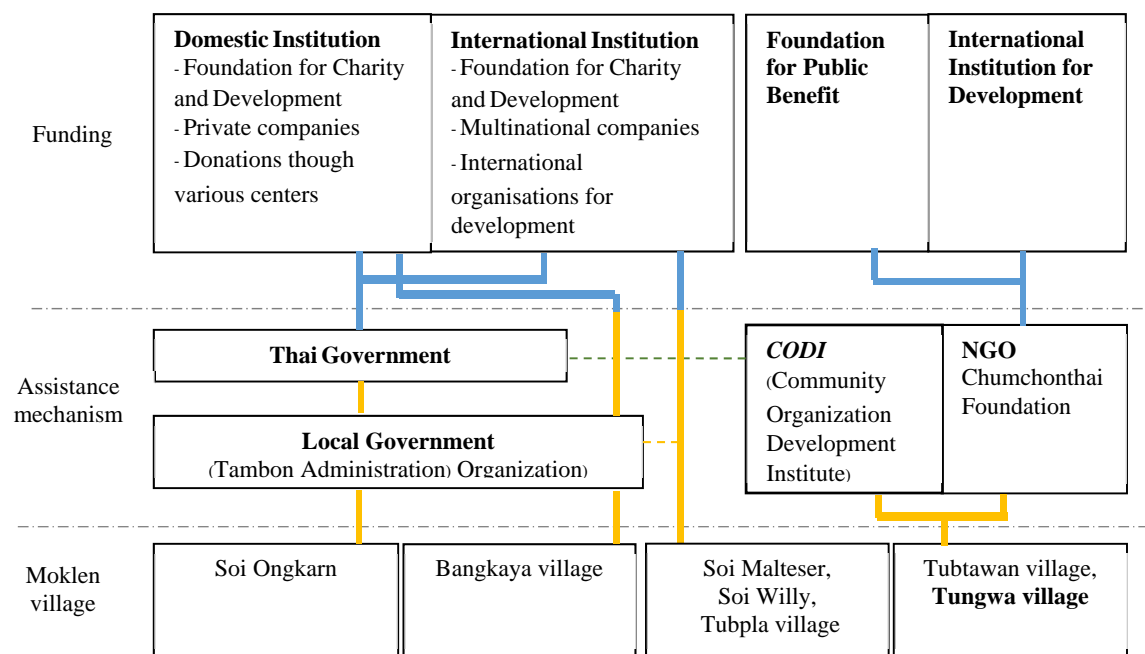 Funding
Domestic Institution
- Foundation for Charity
and Development
- Private companies
- Donations though
various centers
International Institution
- Foundation for Charity
and Development
- Multinational companies
- International
organisations for
development
Foundation
for Public
Benefit
International
Institution for
Development
Assistance
mechanism
Thai Government
Local Government
(Tambon Administration) Organization)
CODI
(Community
Organization
Development
Institute)
NGO
Chumchonthai
Foundation
Moklen
village
Soi Ongkarn
Bangkaya village
Soi Malteser,
Soi Willy,
Tubpla village
Tubtawan village,
Tungwa village